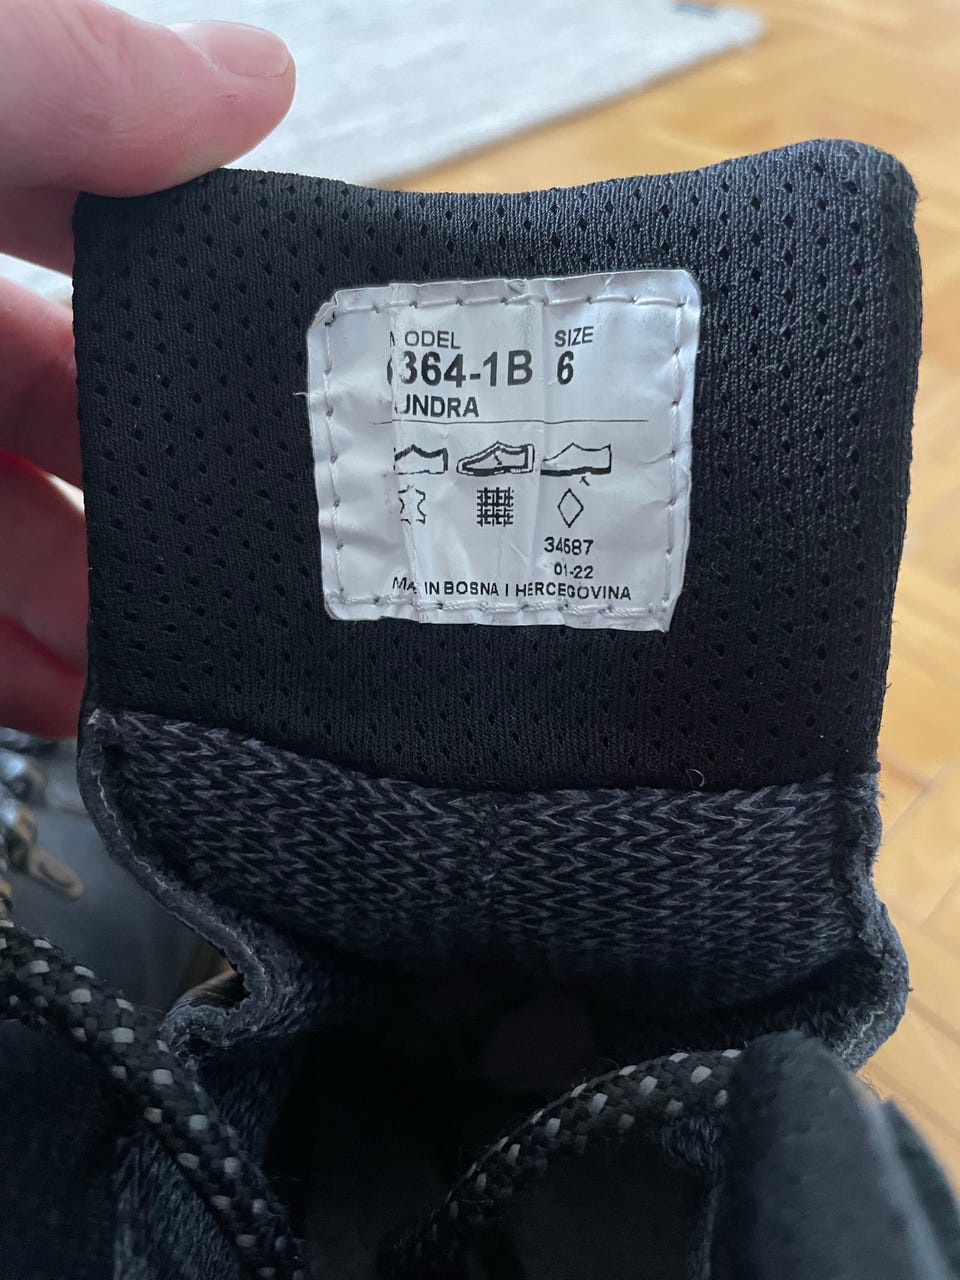 MODEL SIZE
364-1B 6
UNDRA
34687
01-22
IN BOSNA I HERCEGOVINA